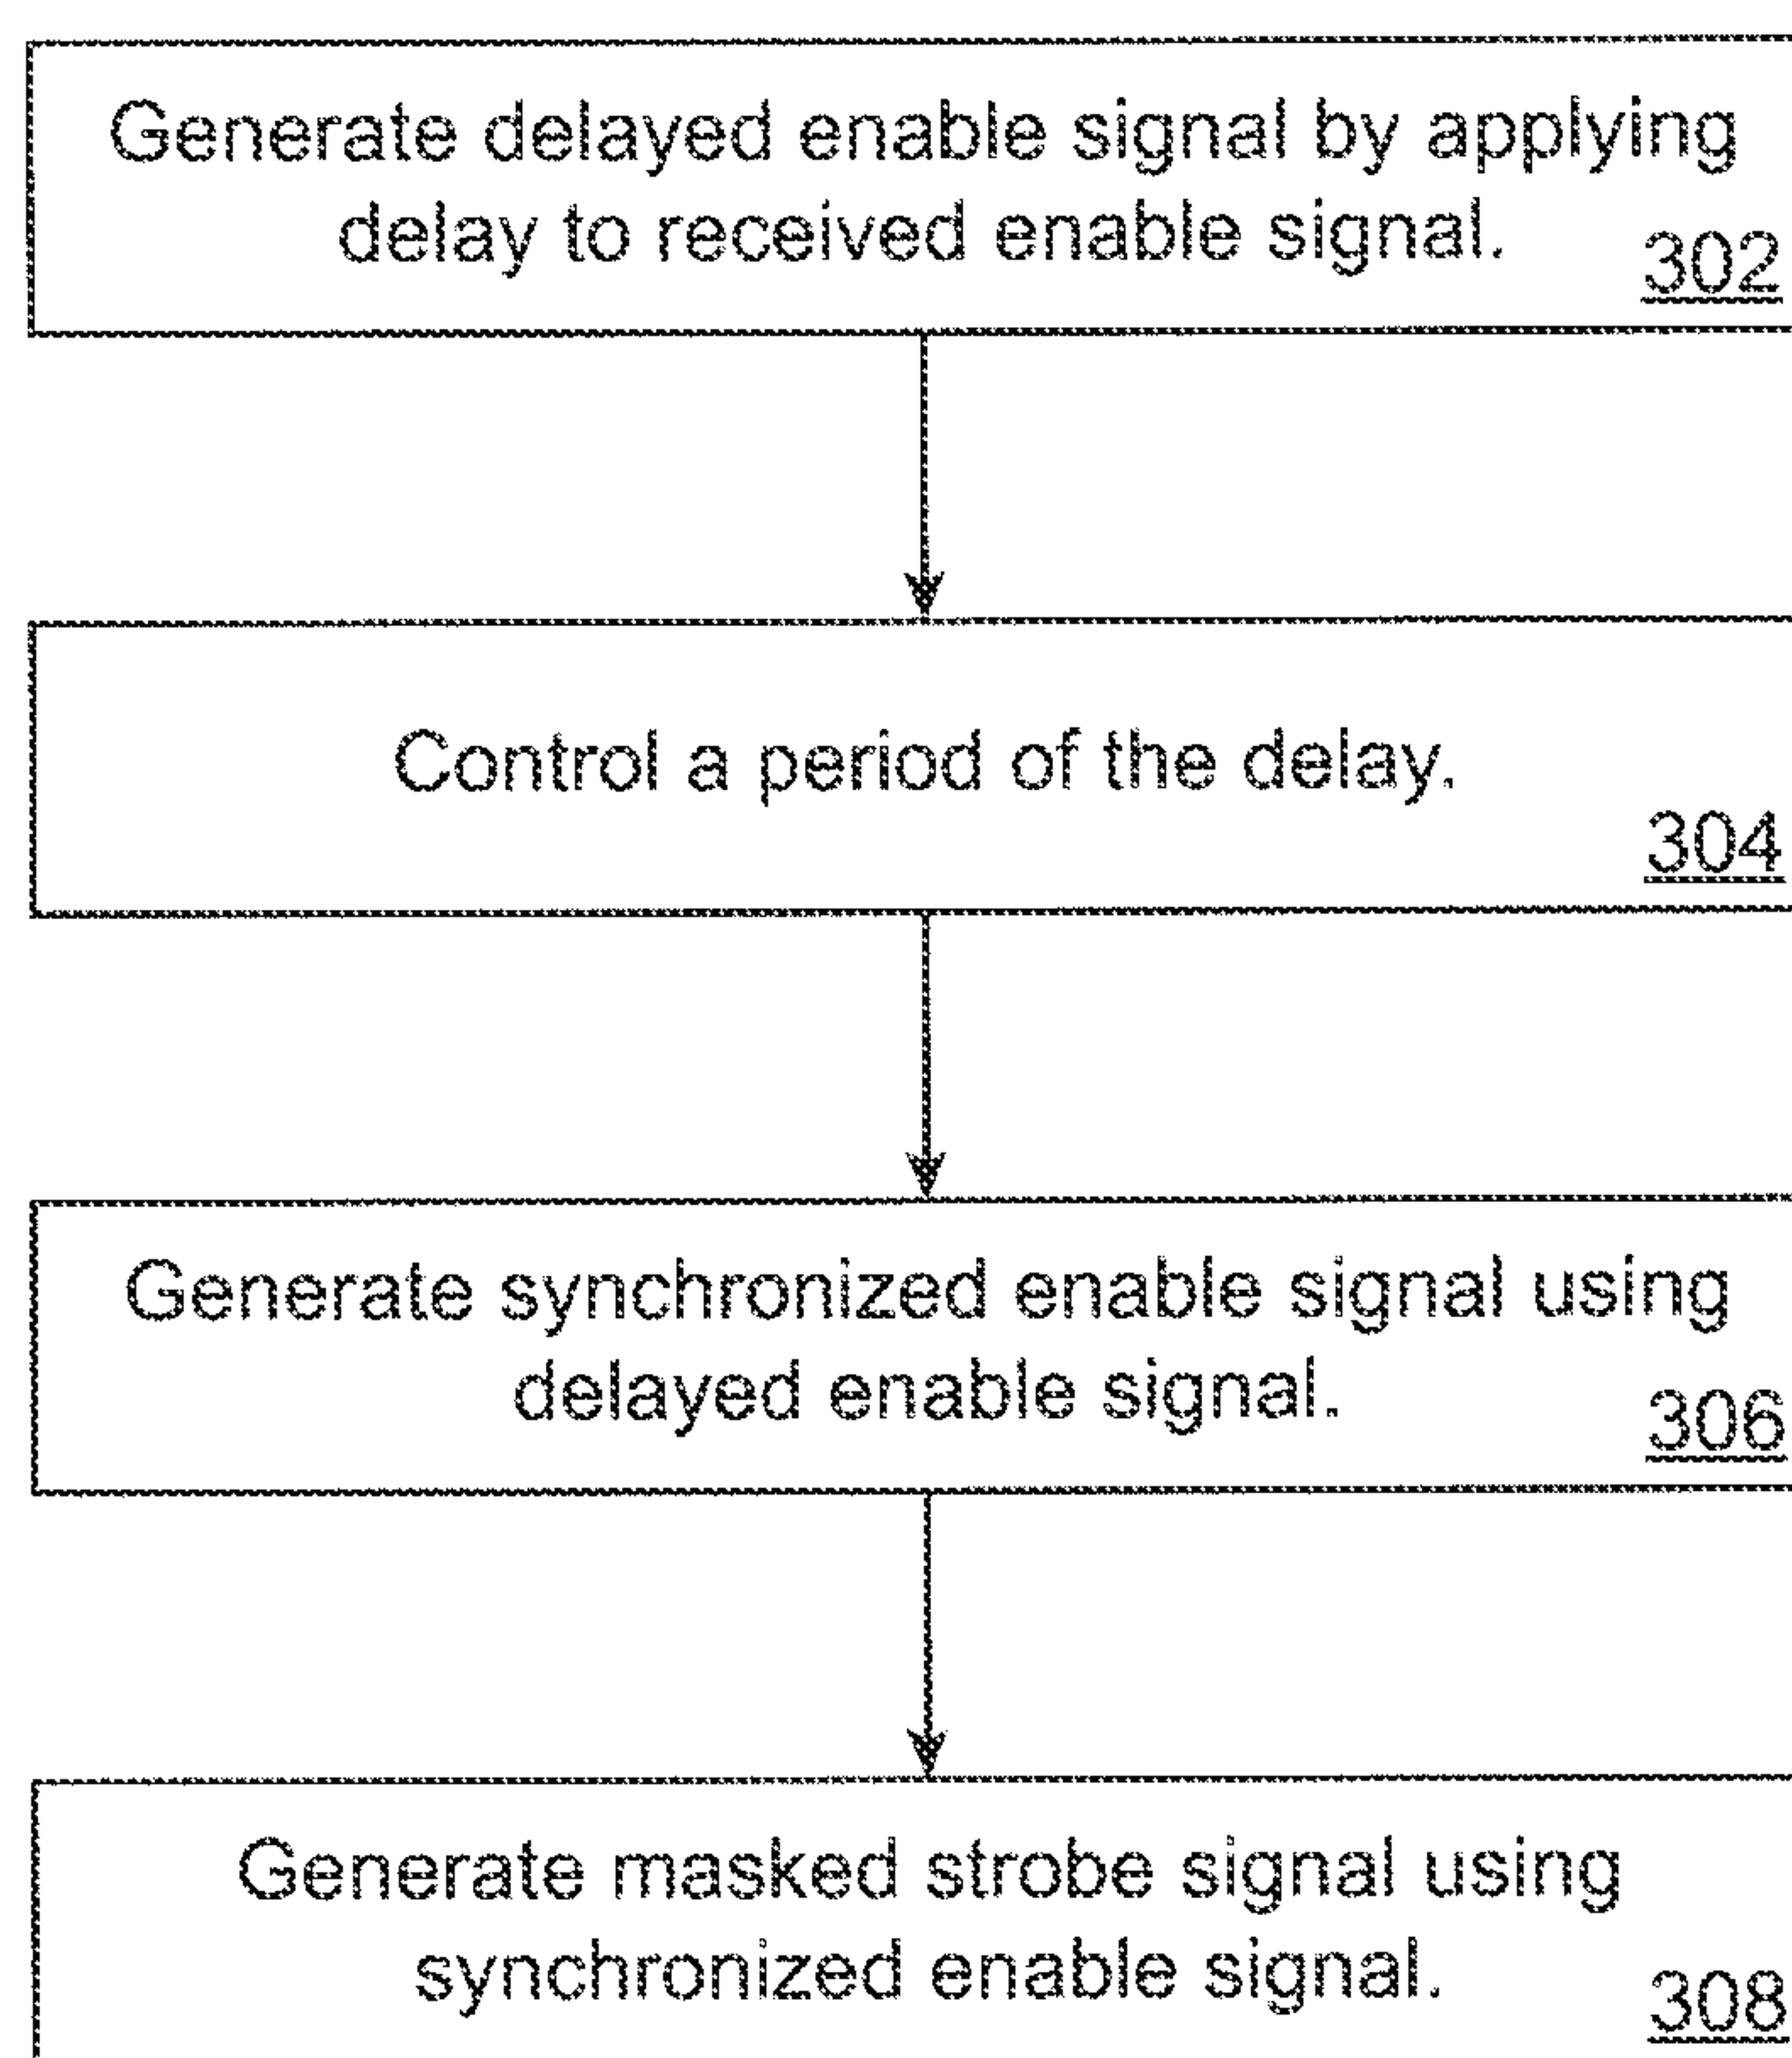 Generate delayed enable signal by applying
delay to received enable signal.
302
Control a period of the delay.
304
Generate synchronized enable signal using
delayed enable signal.
306
Generate masked strobe signal using
synchronized enable signal.
308